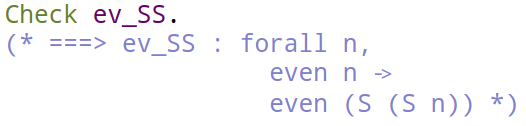 Check ev_SS.
(* ===> ev_SS : forall n,
                 even n ->
                 even (S (S n)) *)